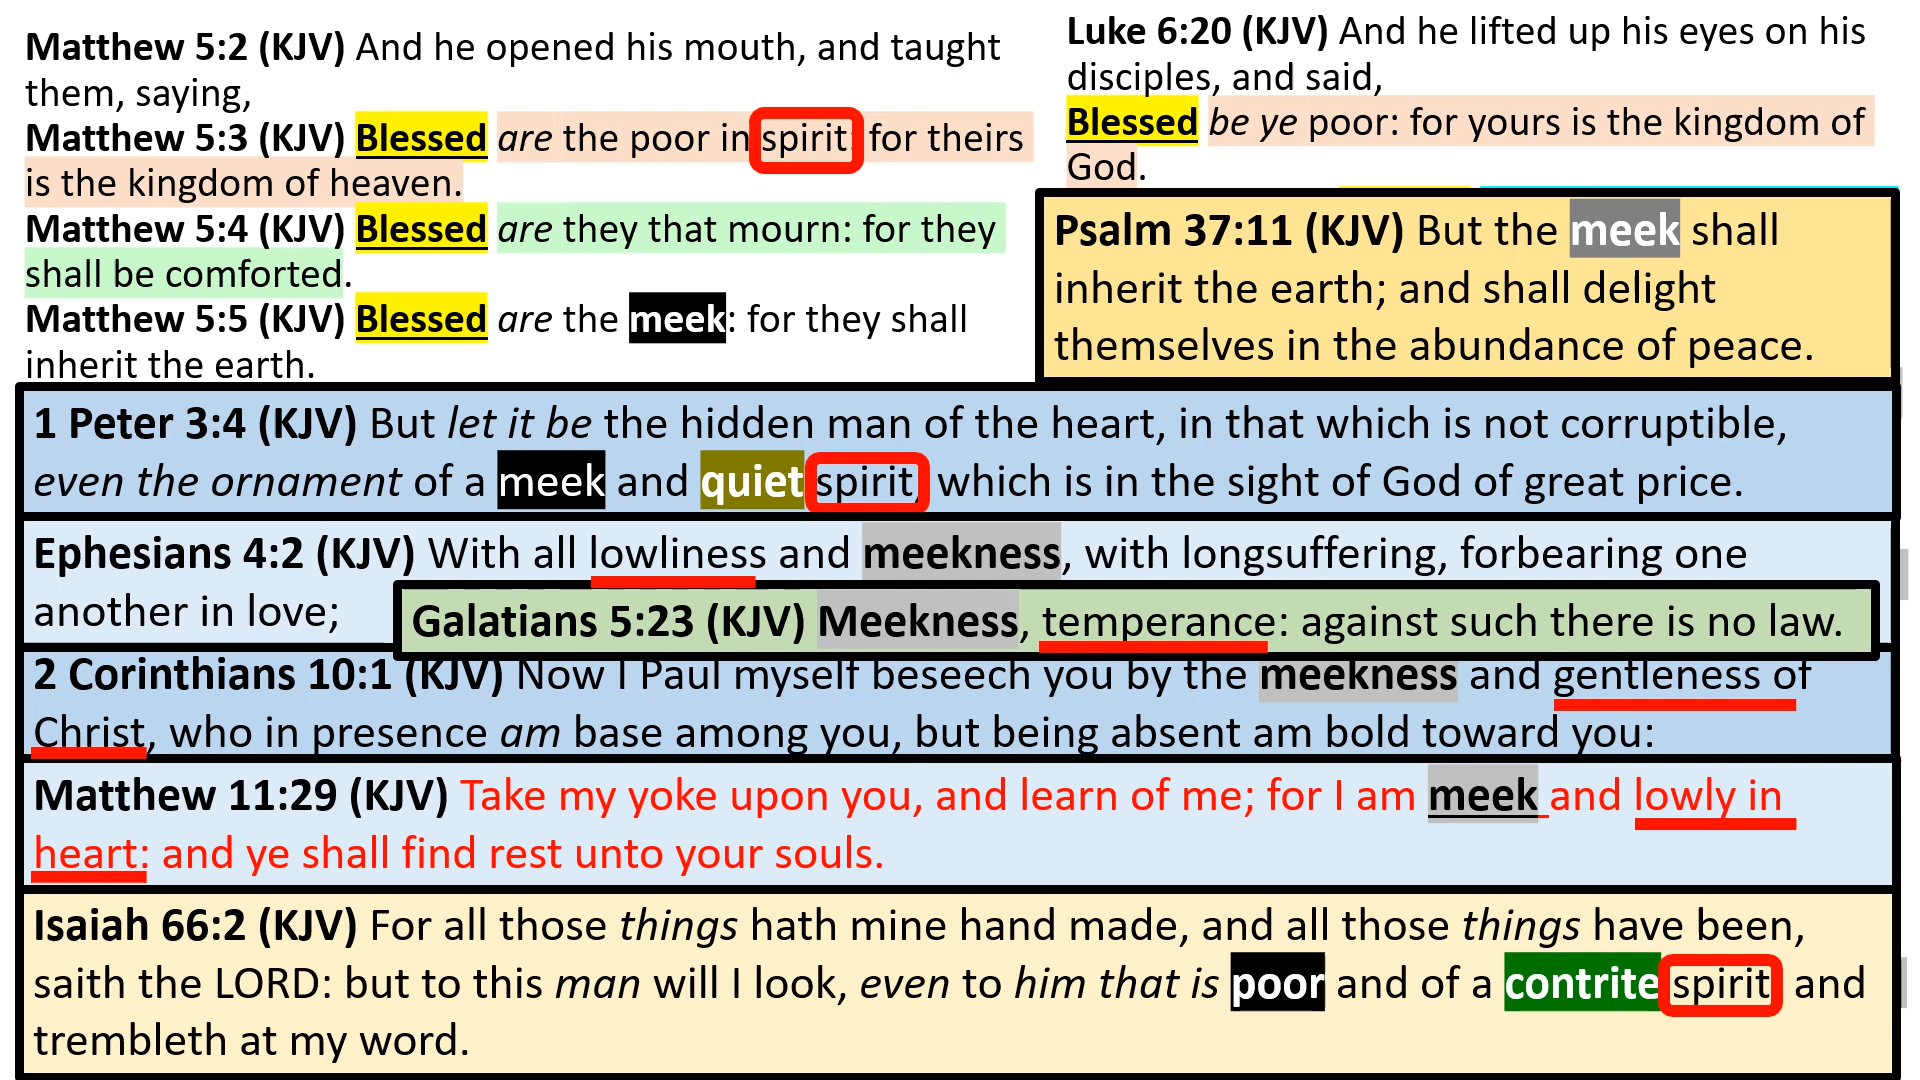 Matthew 5:2 (KJV) And he opened his mouth, and taught
them, saying,
Matthew 5:3 (KJV) Blessed are the poor in spirit: for theirs
is the kingdom of heaven.
Matthew 5:4 (KJV) Blessed are they that mourn: for they
shall be comforted.
Matthew 5:5 (KJV) Blessed are the meek: for they shall
inherit the earth.
Luke 6:20 (KJV) And he lifted up his eyes on his
disciples, and said,
Blessed be ye poor: for yours is the kingdom of
God.
Psalm 37:11 (KJV) But the meek shall
inherit the earth; and shall delight
themselves in the abundance of peace.
1 Peter 3:4 (KJV) But let it be the hidden man of the heart, in that which is not corruptible,
even the ornament of a meek and quiet spirit, which is in the sight of God of great price.
Ephesians 4:2 (KJV) With all lowliness and meekness, with longsuffering, forbearing one
another in love;
Galatians 5:23 (KJV) Meekness, temperance: against such there is no law.
2 Corinthians 10:1 (KJV) Now I Paul myself beseech you by the meekness and gentleness of
Christ, who in presence am base among you, but being absent am bold toward you:
Matthew 11:29 (KJV) Take my yoke upon you, and learn of me; for I am meek and lowly in
heart: and ye shall find rest unto your souls.
Isaiah 66:2 (KJV) For all those things hath mine hand made, and all those things have been,
saith the LORD: but to this man will I look, even to him that is poor and of a contrite spirit and
trembleth at my word.